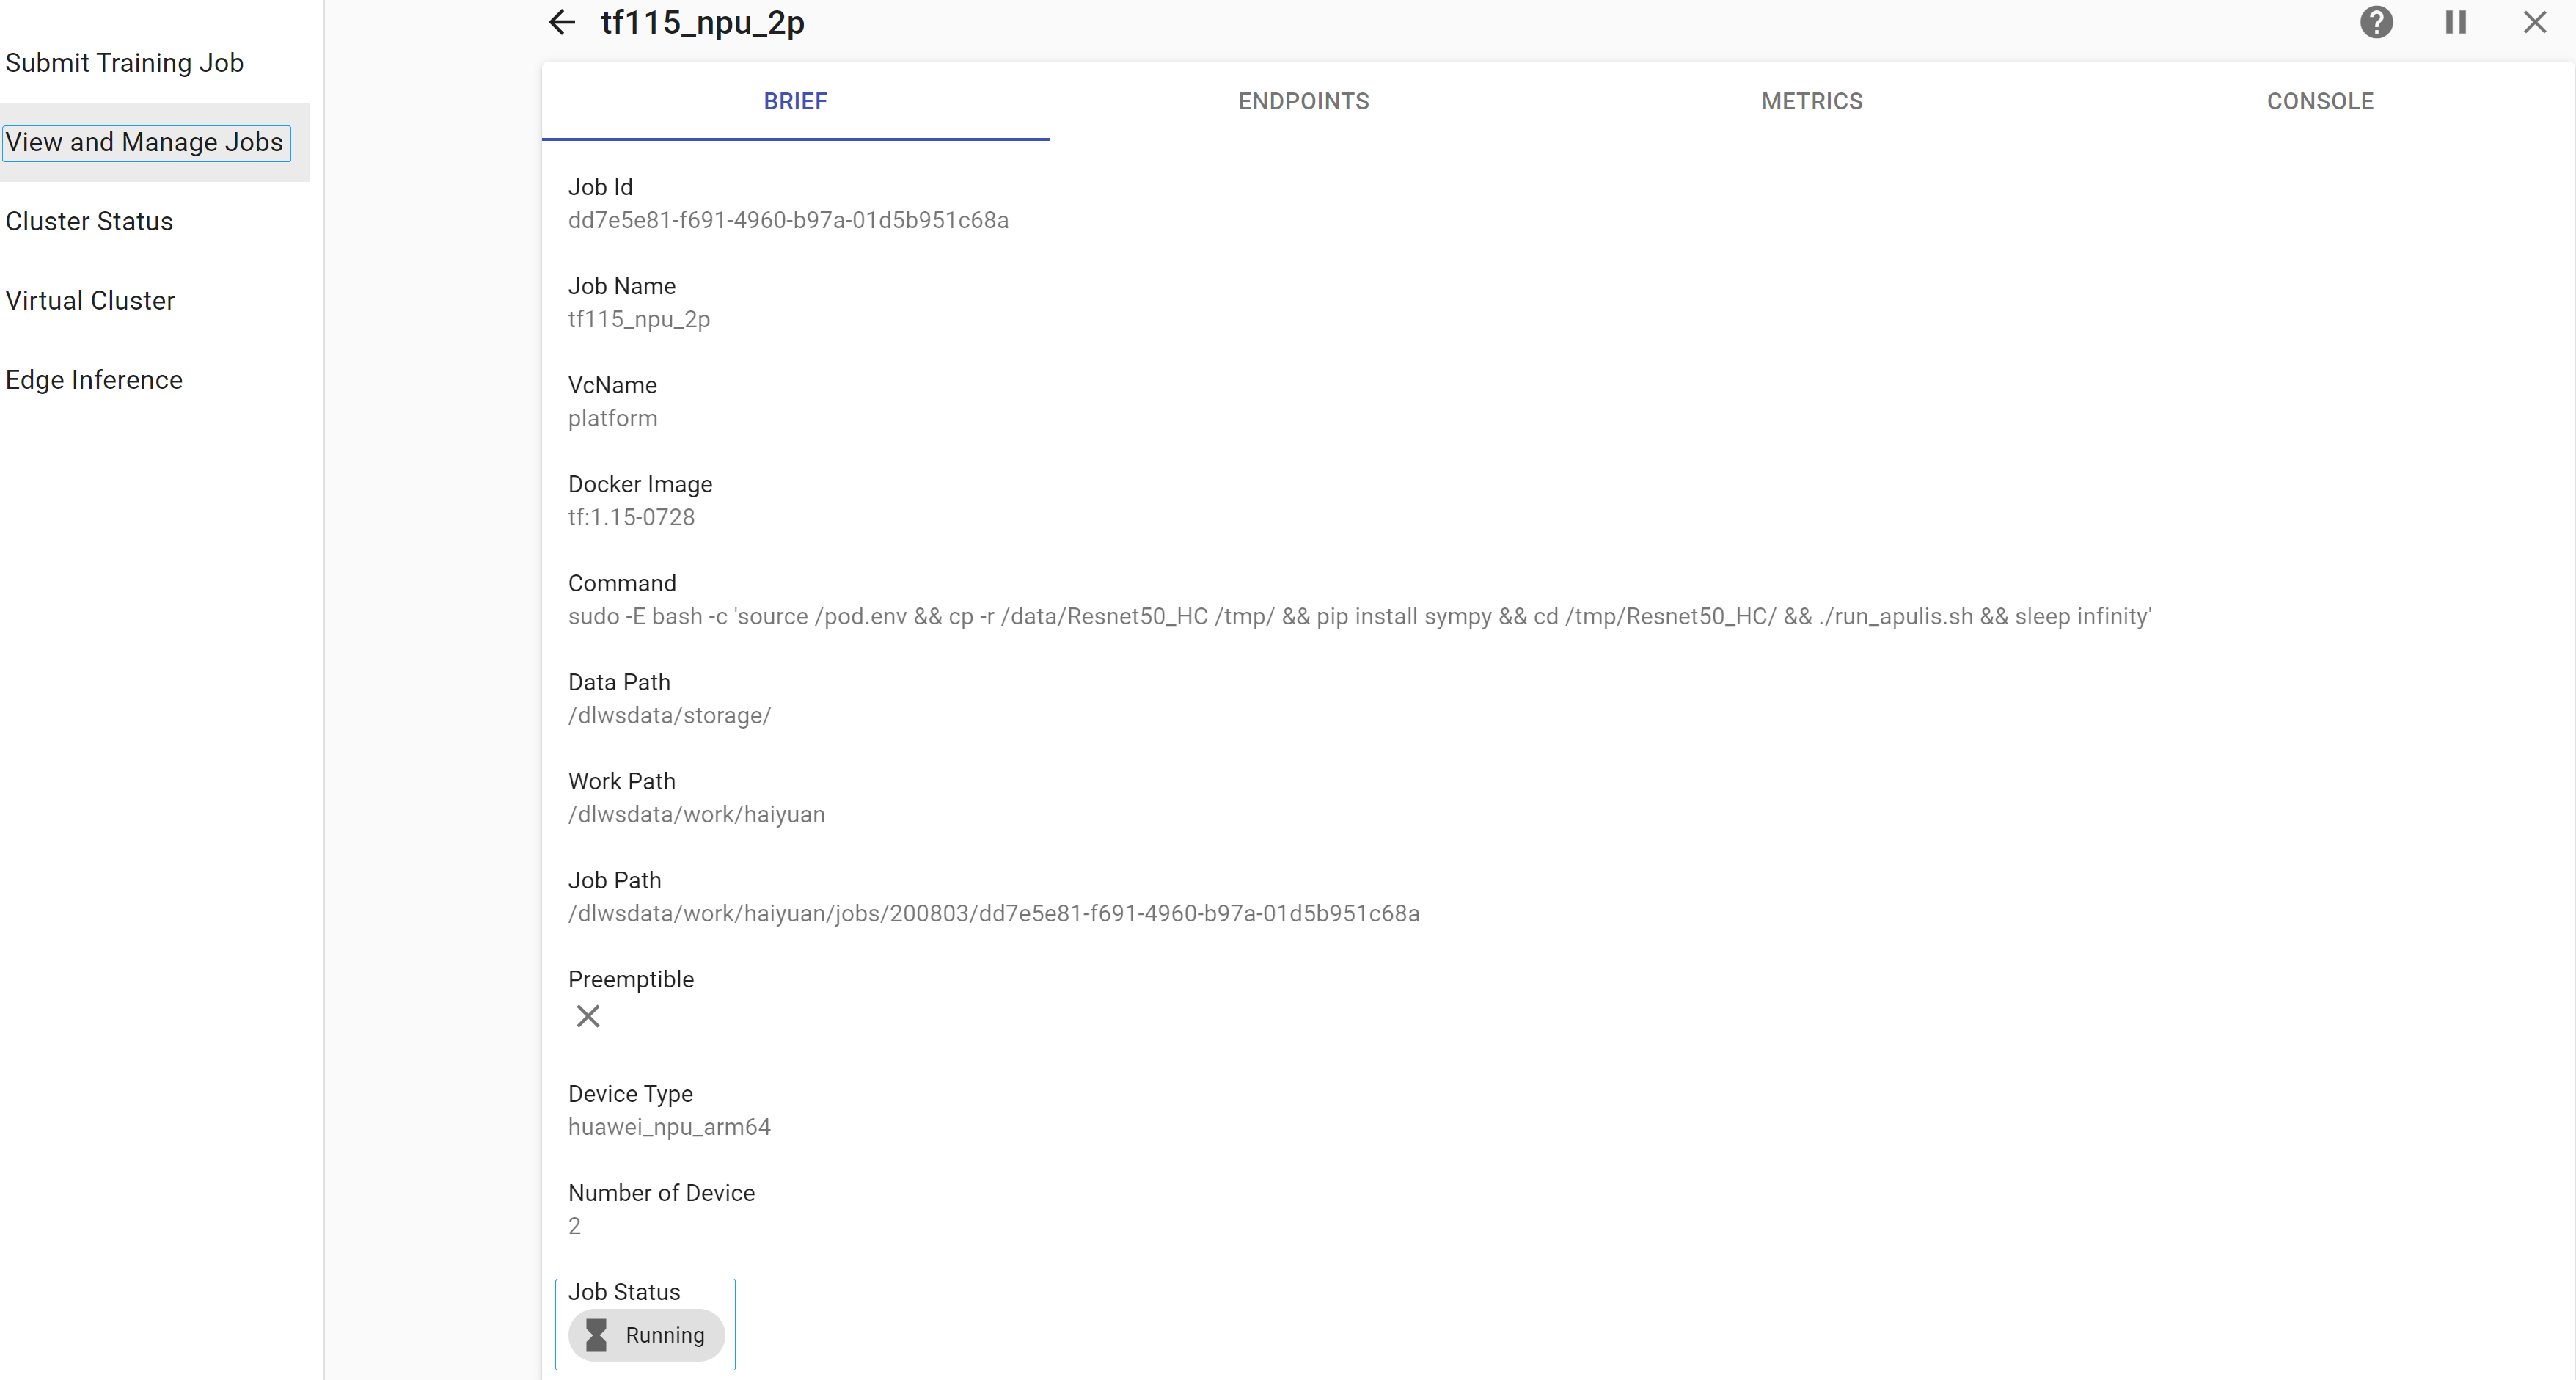 Submit Training Job
View and Manage Jobs
Cluster Status
Virtual Cluster
Edge Inference
tf115_npu_2p
BRIEF
ENDPOINTS
METRICS
CONSOLE
Job Id
dd7e5e81-f691-4960-b97a-01d5b951c68a
Job Name
tf115_npu_2p
VcName
platform
Docker Image
tf:1.15-0728
Command
sudo -E bash -c 'source /pod.env && cp -r /data/Resnet50_HC /tmp/ && pip install sympy && cd /tmp/Resnet50_HC/ && ./run_apulis.sh && sleep infinity'
Data Path
/dlwsdata/storage/
Work Path
/dlwsdata/work/haiyuan
Job Path
/dlwsdata/work/haiyuan/jobs/200803/dd7e5e81-f691-4960-b97a-01d5b951c68a
Preemptible
Device Type
huawei_npu_arm64
Number of Device
2
Job Status
Running